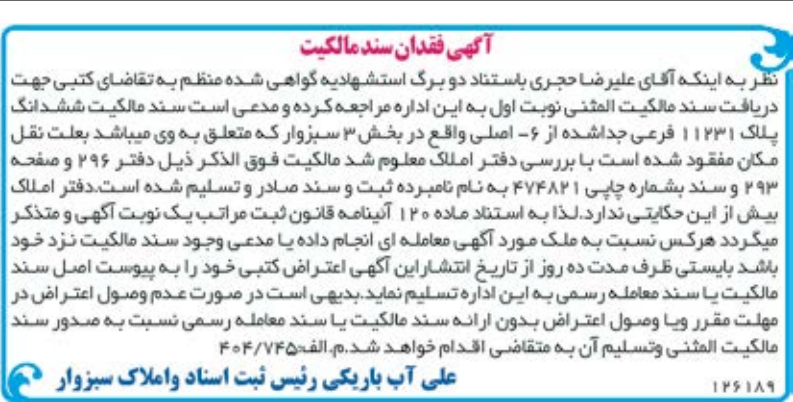 آگهی فقدان سند مالکیت
نظر به اینکه آقای علیرضا حجری باستناد دو برگ استشهادیه گواهی شده منظم به تقاضای کتبی جهت
دریافت سند مالکیت المثنی نوبت اول به این اداره مراجعه کرده و مدعی است سند مالکیت ششدانگ
پلاک ۱۱۲۳۱ فرعی جداشده از ۶- اصلی واقع در بخش ۳ سبزوار که متعلق به وی میباشد بعلت نقل
مکان مفقود شده است با بررسی دفتر املاک معلوم شد مالکیت فوق الذکر ذیل دفتر ۲۹۶ و صفحه
۲۹۳ و سند بشماره چاپی ۴۷۴۸۲۱ به نام نامبرده ثبت و سند صادر و تسلیم شده است.دفتر املاک
بیش از این حکایتی ندارد.لذا به استناد ماده ۱۲۰ آئینامه قانون ثبت مراتب یک نوبت آگهی و متذکر
میگردد هرکس نسبت به ملک مورد آگهی معامله ای انجام داده یا مدعی وجود سند مالکیت نزد خود
باشد بایستی ظرف مدت ده روز از تاریخ انتشاراین آگهی اعتراض کتبی خود را به پیوست اصل سند
مالکیت یا سند معامله رسمی به این اداره تسلیم نماید.بدیهی است در صورت عدم وصول اعتراض در
مهلت مقرر ویا وصول اعتراض بدون ارائه سند مالکیت یا سند معامله رسمی نسبت به صدور سند
مالکیت المثنی وتسلیم آن به متقاضی اقدام خواهد شد.م.الف:۴۰۴/۷۴۵
علی آب باریکی رئیس ثبت اسناد واملاک سبزوار
۱۲۶۱۸۹